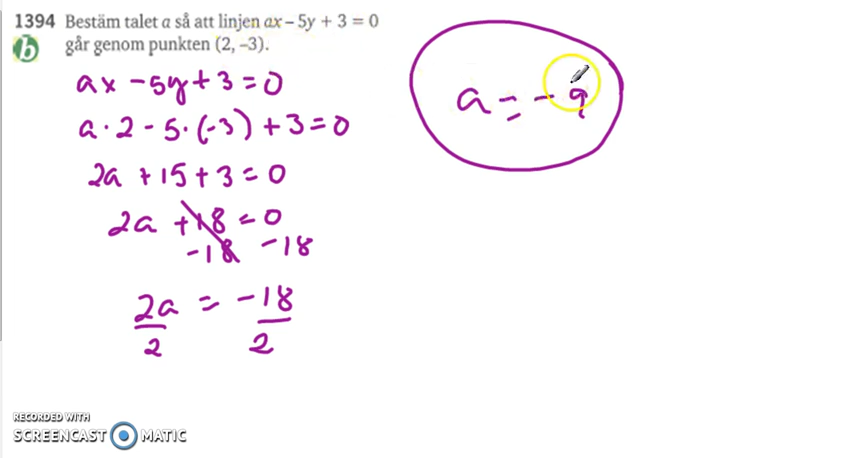 1394 Bestäm talet a så att linjen ax – 5y + 3 = 0
b går genom punkten (2, –3).
ax - 5y + 3 = 0
a · 2 - 5 · (-3) + 3 = 0
2a + 15 + 3 = 0
2a + 18 = 0
-18 -18
2a = -18
2 2
a = -9
RECORDED WITH
SCREENCAST MATIC